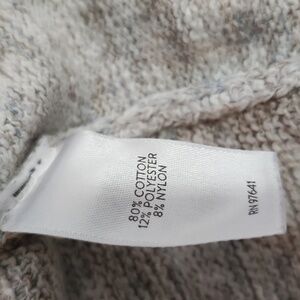 80% COTTON
12% POLYESTER
8% NYLON
RN 97641